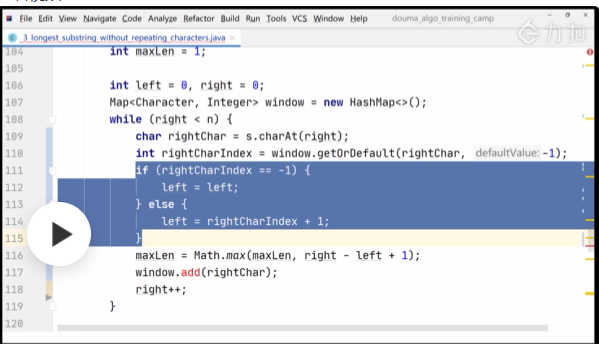 File Edit View Navigate Code Analyze Refactor Build Run Tools VCS Window Help douma_algo_training_camp
力扣
_3_longest_substring_without_repeating_characters.java ×
104 int maxLen = 1;
105
106 int left = 0, right = 0;
107 Map<Character, Integer> window = new HashMap<>();
108 while (right < n) {
109 char rightChar = s.charAt(right);
110 int rightCharIndex = window.getOrDefault(rightChar, defaultValue: -1);
111 if (rightCharIndex == -1) {
112 left = left;
113 } else {
114 left = rightCharIndex + 1;
115 }
116 maxLen = Math.max(maxLen, right - left + 1);
117 window.add(rightChar);
118 right++;
119 }
120